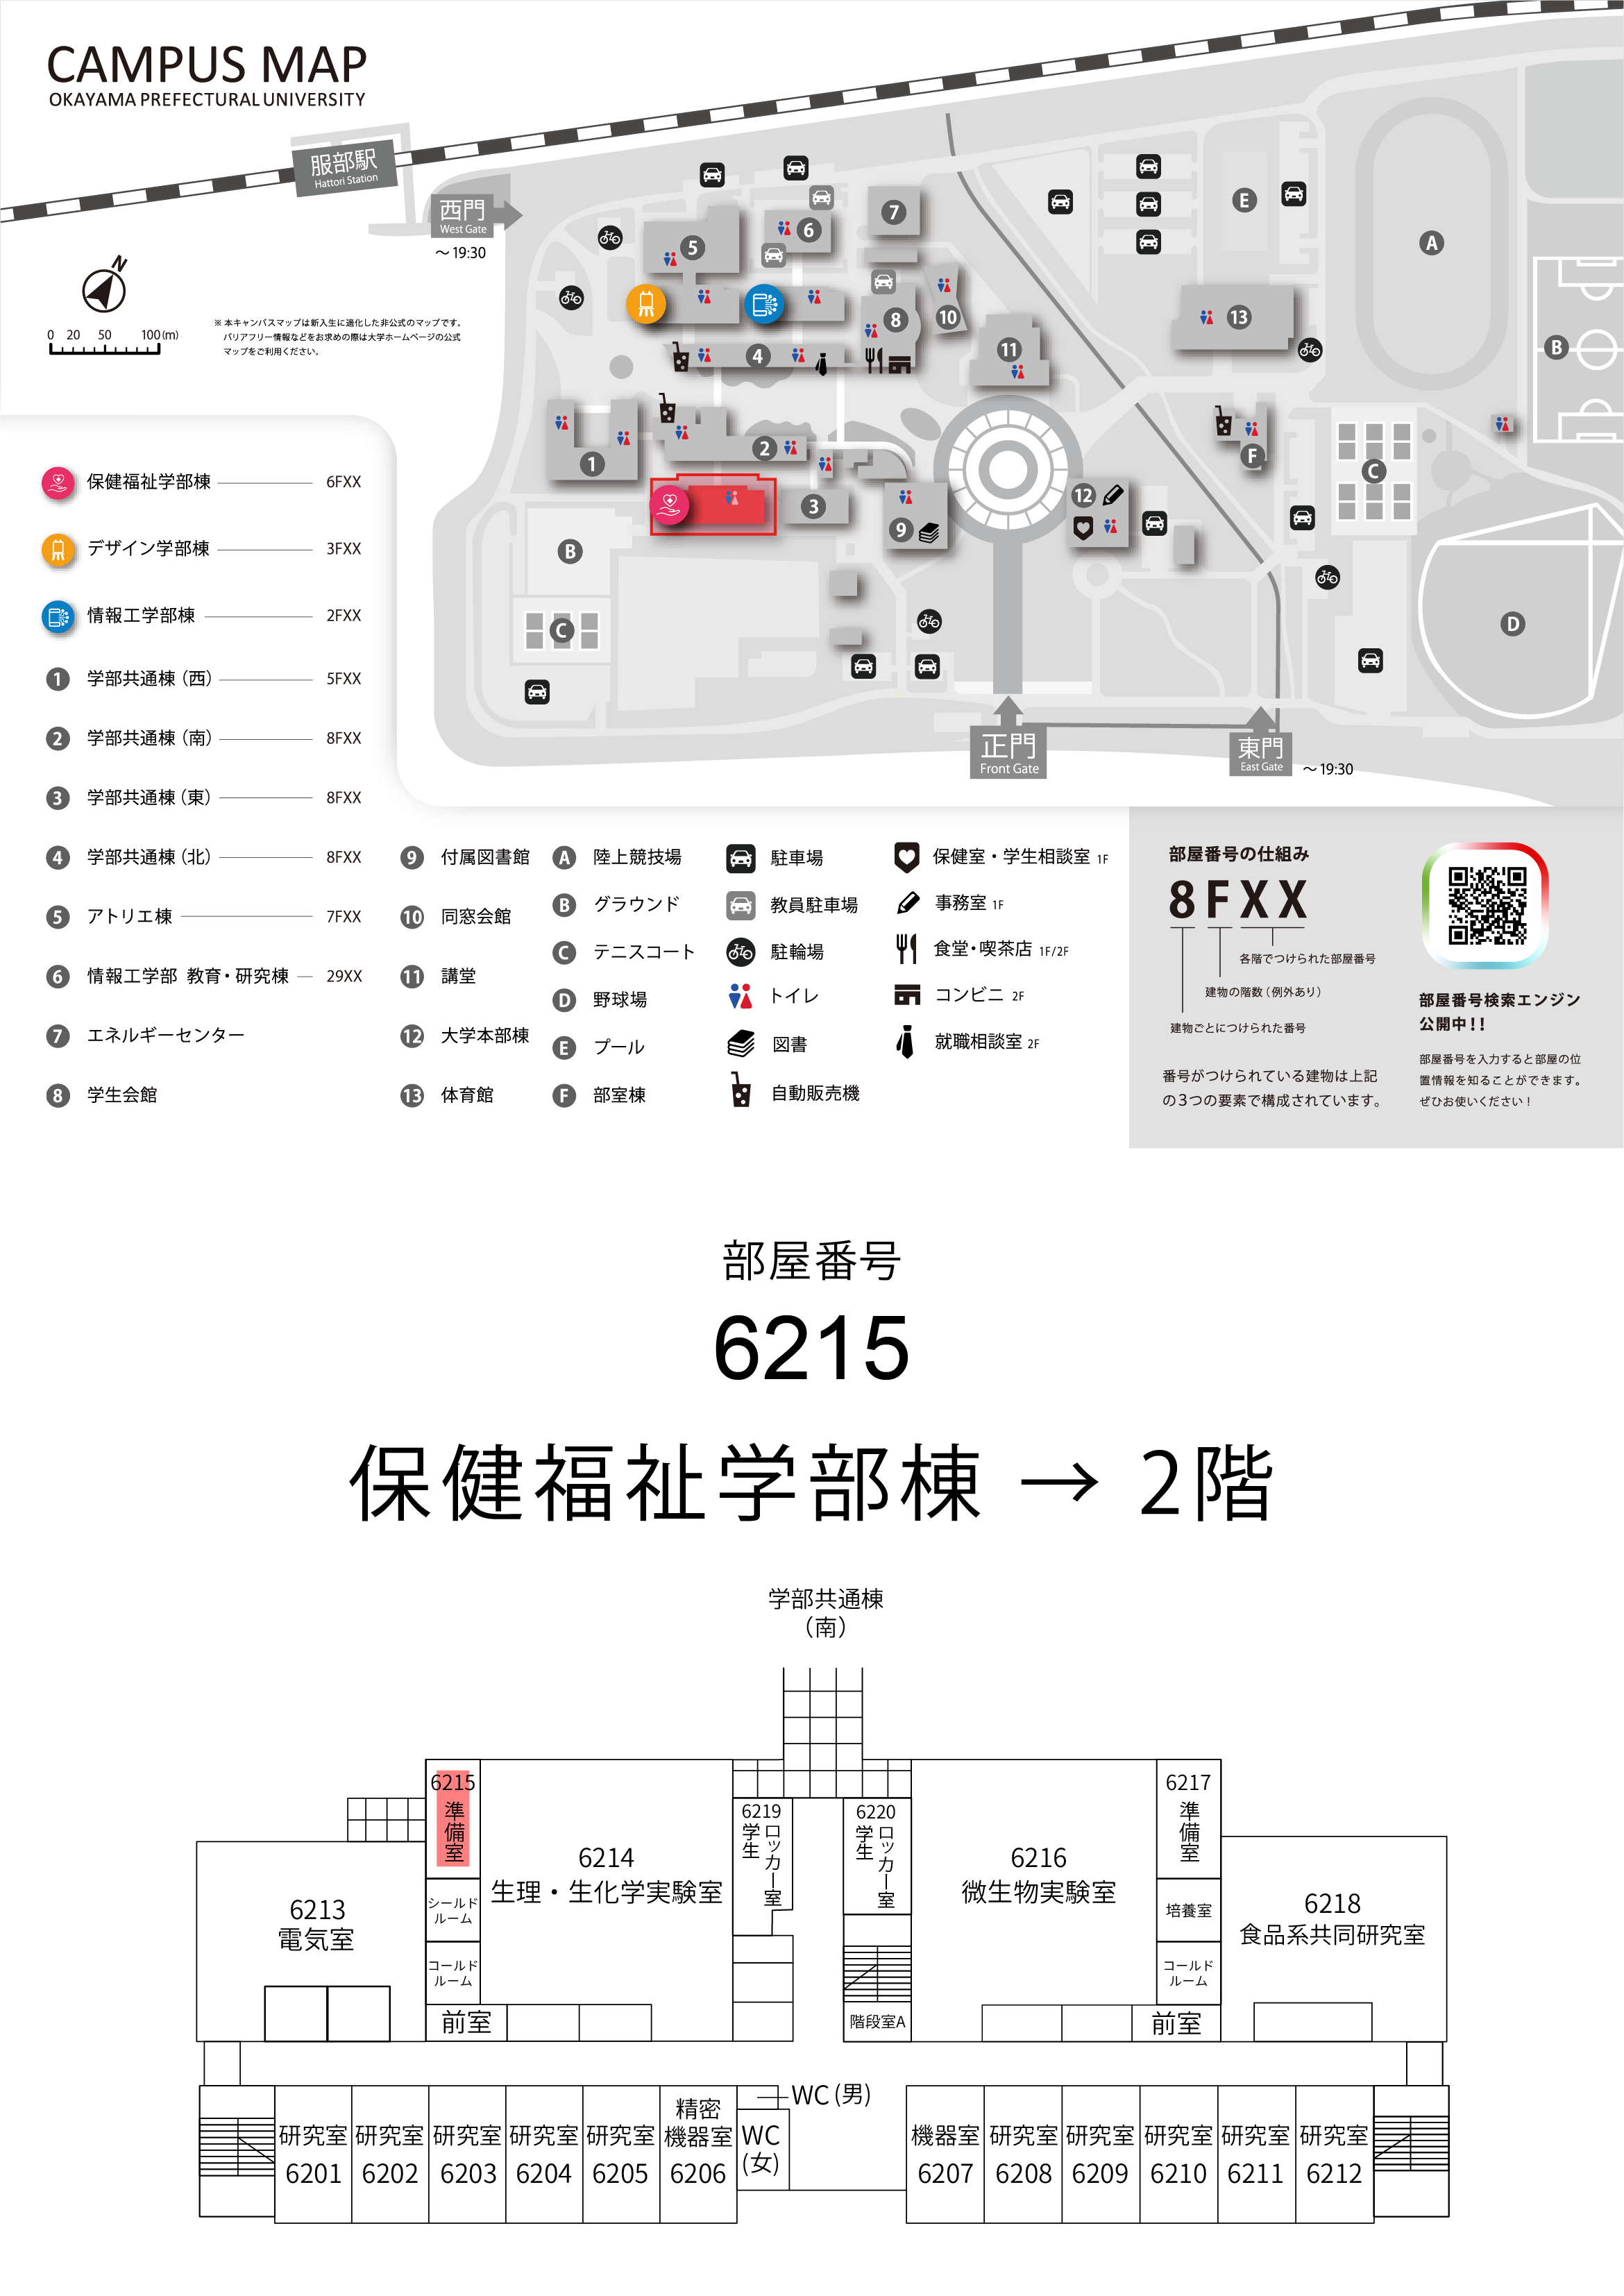 CAMPUS MAP
OKAYAMA PREFECTURAL UNIVERSITY
服部駅
Hattori Station
西門
West Gate
～19:30
N
0 20 50 100(m)
※ 本キャンパスマップは新入生に適化した非公式のマップです。
バリアフリー情報などをお求めの際は大学ホームページの公式
マップをご利用ください。
5
6
7
8
10
4
11
13
E
A
B
1
2
3
9
12
F
C
B
C
D
正門
Front Gate
東門
East Gate
～19:30
保健福祉学部棟 6FXX
デザイン学部棟 3FXX
情報工学部棟 2FXX
1 学部共通棟（西） 5FXX
2 学部共通棟（南） 8FXX
3 学部共通棟（東） 8FXX
4 学部共通棟（北） 8FXX
5 アトリエ棟 7FXX
6 情報工学部 教育・研究棟 29XX
7 エネルギーセンター
8 学生会館
9 付属図書館
10 同窓会館
11 講堂
12 大学本部棟
13 体育館
A 陸上競技場
B グラウンド
C テニスコート
D 野球場
E プール
F 部室棟
駐車場
教員駐車場
駐輪場
トイレ
図書
自動販売機
保健室・学生相談室 1F
事務室 1F
食堂・喫茶店 1F/2F
コンビニ 2F
就職相談室 2F
部屋番号の仕組み
8FXX
各階でつけられた部屋番号
建物の階数（例外あり）
建物ごとにつけられた番号
番号がつけられている建物は上記
の３つの要素で構成されています。
部屋番号検索エンジン
公開中！！
部屋番号を入力すると部屋の位
置情報を知ることができます。
ぜひお使いください！
部屋番号
6215
保健福祉学部棟 → 2階
学部共通棟
（南）
6215
準備室
シールド
ルーム
コールド
ルーム
前室
6213
電気室
6214
生理・生化学実験室
6219
学生
ロッカー室
6220
学生
ロッカー室
階段室A
6216
微生物実験室
6217
準備室
培養室
コールド
ルーム
前室
6218
食品系共同研究室
研究室
6201
研究室
6202
研究室
6203
研究室
6204
研究室
6205
精密
機器室
6206
WC（男）
WC
（女）
機器室
6207
研究室
6208
研究室
6209
研究室
6210
研究室
6211
研究室
6212